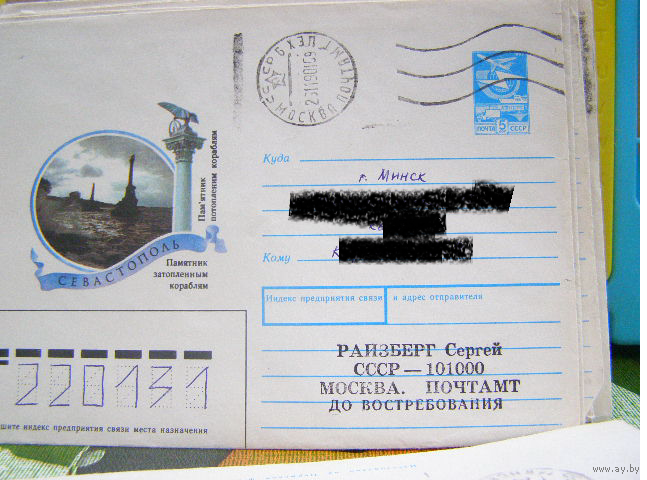 СССР МОСКВА ПОЧТАМТ
ПОЧТА 5 СССР
Куда
г. Минск
Кому
Пам'ятник
потопленим кораблям
СЕВАСТОПОЛЬ
Памятник
затопленным
кораблям
Индекс предприятия связи и адрес отправителя
РАЙЗБЕРГ Сергей
СССР — 101000
МОСКВА. ПОЧТАМТ
ДО ВОСТРЕБОВАНИЯ
220131
шите индекс предприятия связи места назначения
www.ay.by